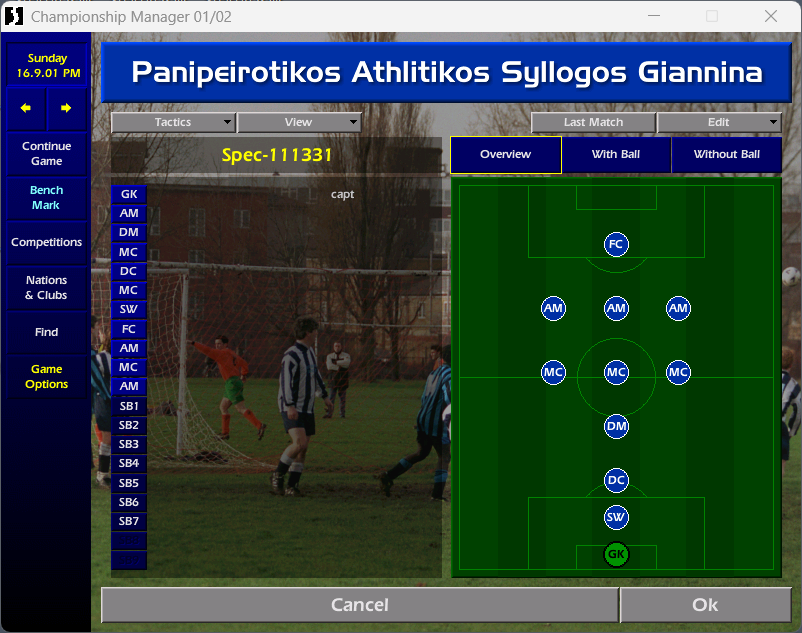 Championship Manager 01/02
Sunday
16.9.01 PM
Continue
Game
Bench
Mark
Competitions
Nations
& Clubs
Find
Game
Options
Panipeirotikos Athlitikos Syllogos Giannina
Tactics
View
Last Match
Edit
Spec-111331
Overview
With Ball
Without Ball
GK capt
AM
DM
MC
DC
MC
SW
FC
AM
MC
AM
SB1
SB2
SB3
SB4
SB5
SB6
SB7
FC
AM AM AM
MC MC MC
DM
DC
SW
GK
Cancel
Ok